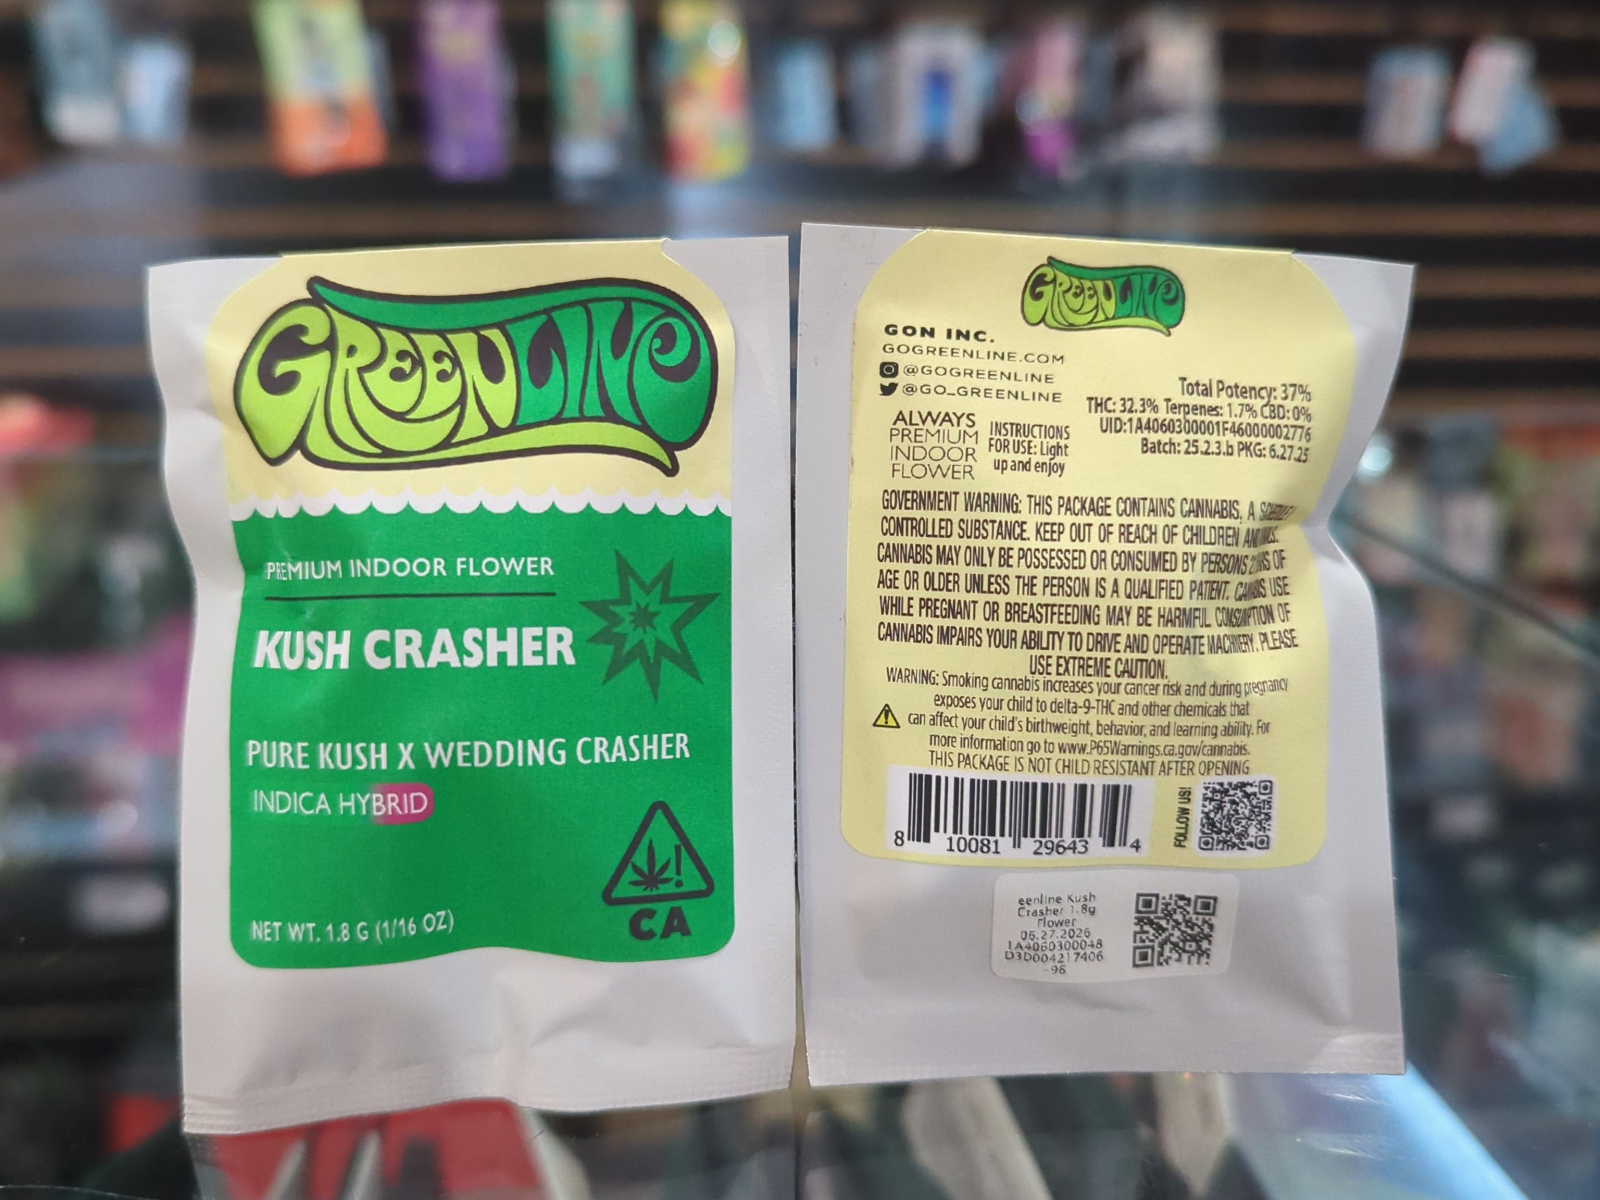 GREENLINE
PREMIUM INDOOR FLOWER
KUSH CRASHER
PURE KUSH X WEDDING CRASHER
INDICA HYBRID
NET WT. 1.8 G (1/16 OZ)
!
CA
GREENLINE
GON INC.
GOGREENLINE.COM
@GOGREENLINE
@GO_GREENLINE
ALWAYS
PREMIUM
INDOOR
FLOWER
INSTRUCTIONS
FOR USE: Light
up and enjoy
Total Potency: 37%
THC: 32.3% Terpenes: 1.7% CBD: 0%
UID:1A4060300001F46000002776
Batch: 25.2.3.b PKG: 6.27.25
GOVERNMENT WARNING: THIS PACKAGE CONTAINS CANNABIS, A
CONTROLLED SUBSTANCE. KEEP OUT OF REACH OF CHILDREN
CANNABIS MAY ONLY BE POSSESSED OR CONSUMED BY PERSONS OF
AGE OR OLDER UNLESS THE PERSON IS A QUALIFIED PATIENT. CANNABIS USE
WHILE PREGNANT OR BREASTFEEDING MAY BE HARMFUL. CONSUMPTION OF
CANNABIS IMPAIRS YOUR ABILITY TO DRIVE AND OPERATE MACHINERY. PLEASE
USE EXTREME CAUTION.
WARNING: Smoking cannabis increases your cancer risk and during pregnancy
exposes your child to delta-9-THC and other chemicals that
can affect your child's birthweight, behavior, and learning ability. For
more information go to www.P65Warnings.ca.gov/cannabis.
THIS PACKAGE IS NOT CHILD RESISTANT AFTER OPENING
8 10081 29643 4
FOLLOW US!
eenline Kush
Crasher 1.8g
Flower
06.27.2026
1A4060300048
D3D004217406
-96